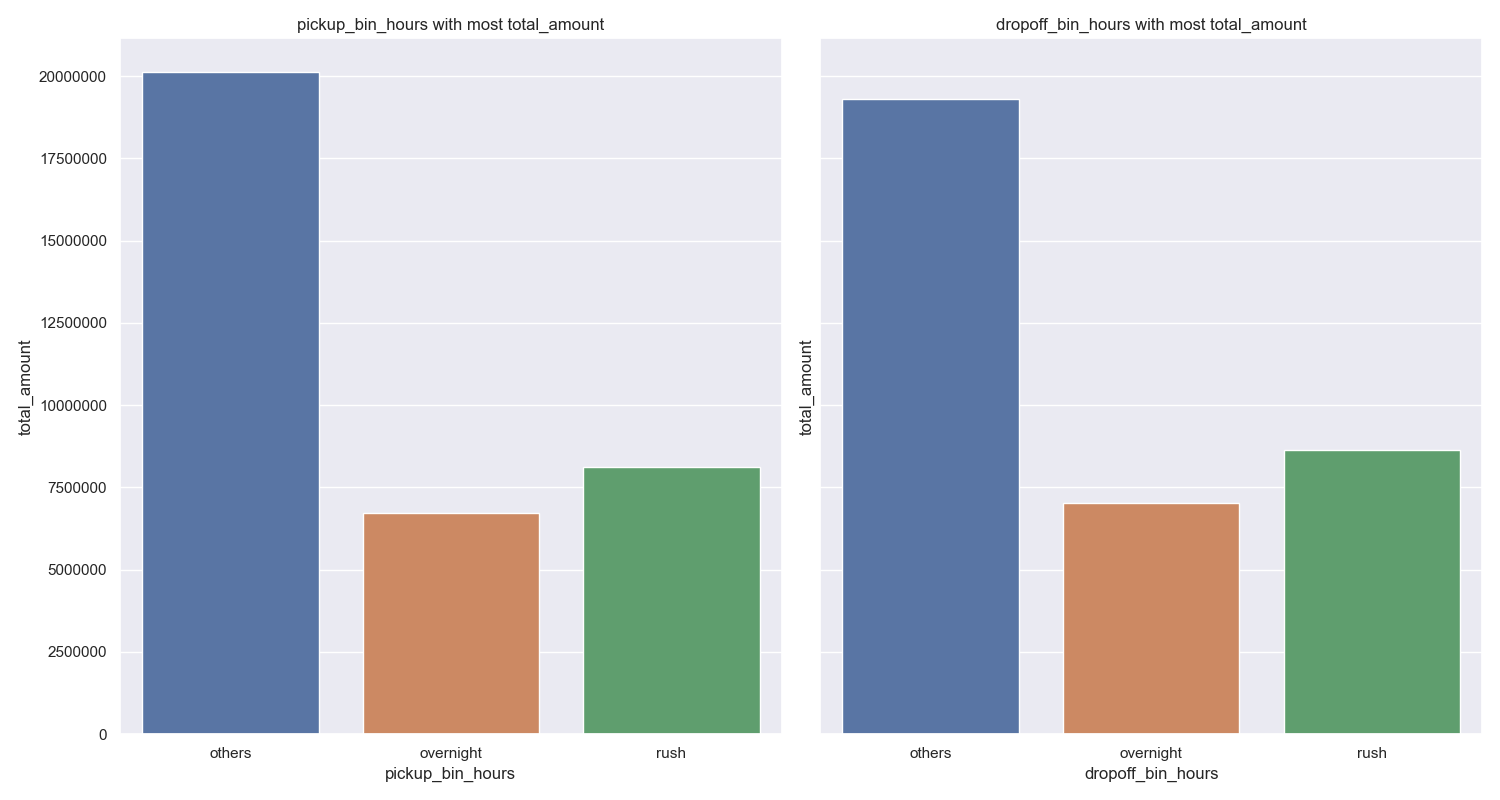 pickup_bin_hours with most total_amount
20000000
17500000
15000000
12500000
10000000
7500000
5000000
2500000
0
total_amount
others overnight rush
pickup_bin_hours
dropoff_bin_hours with most total_amount
total_amount
others overnight rush
dropoff_bin_hours